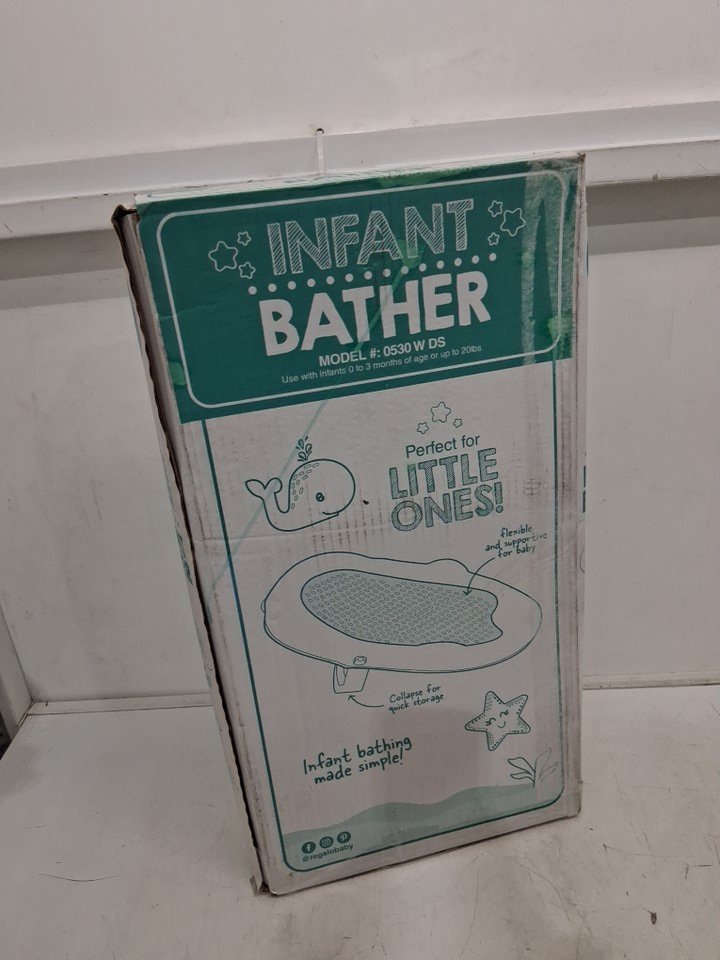 INFANT
BATHER
MODEL #: 0530 W DS
Use with infants 0 to 3 months of age or up to 20lbs
Perfect for
LITTLE
ONES!
flexible
and supportive
for baby
Collapse for
quick storage
Infant bathing
made simple!
@regalobaby